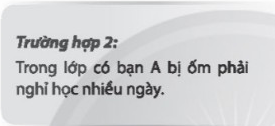 Trường hợp 2:
Trong lớp có bạn A bị ốm phải
nghỉ học nhiều ngày.